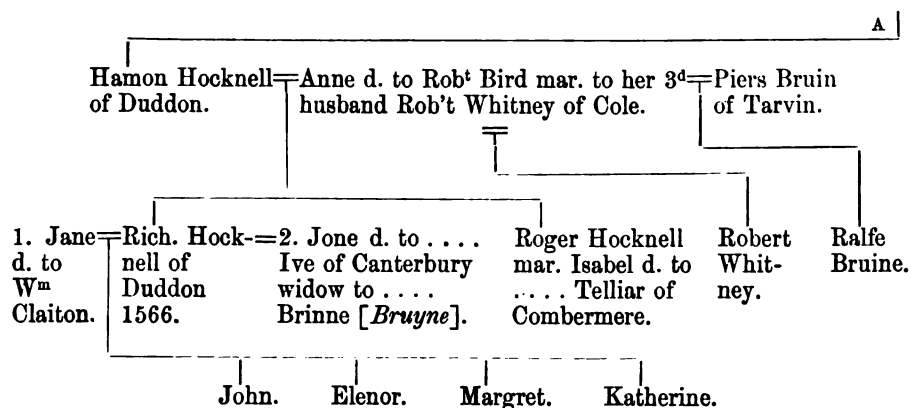 A
Hamon Hocknell
of Duddon.
Anne d. to Robᵗ Bird mar. to her 3ᵈ
husband Rob't Whitney of Cole.
Piers Bruin
of Tarvin.
1. Jane
d. to
Wᵐ
Claiton.
Rich. Hock-
nell of
Duddon
1566.
2. Jone d. to . . . .
Ive of Canterbury
widow to . . . .
Brinne [Bruyne].
Roger Hocknell
mar. Isabel d. to
. . . . Telliar of
Combermere.
Robert
Whit-
ney.
Ralfe
Bruine.
John.
Elenor.
Margret.
Katherine.